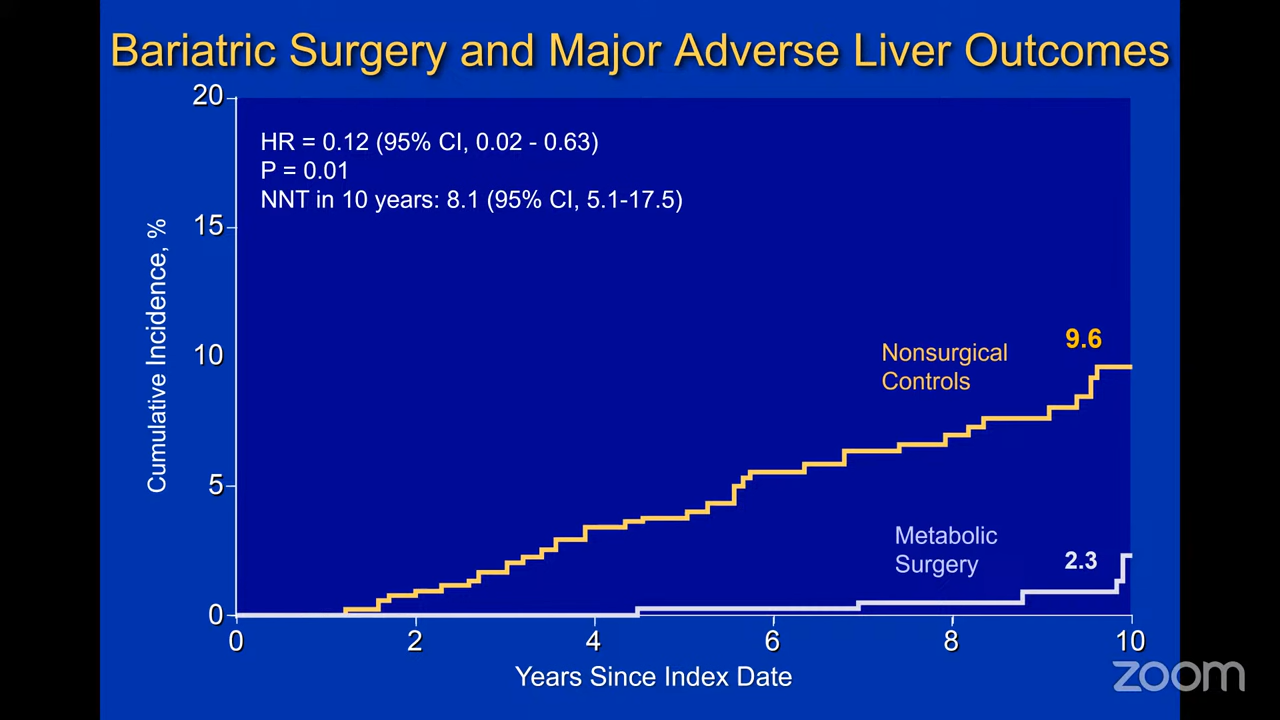 Bariatric Surgery and Major Adverse Liver Outcomes
20
HR = 0.12 (95% CI, 0.02 - 0.63)
P = 0.01
NNT in 10 years: 8.1 (95% CI, 5.1-17.5)
15
Cumulative Incidence, %
10
9.6
Nonsurgical
Controls
5
Metabolic
Surgery
2.3
0
0 2 4 6 8 10
Years Since Index Date
zoom